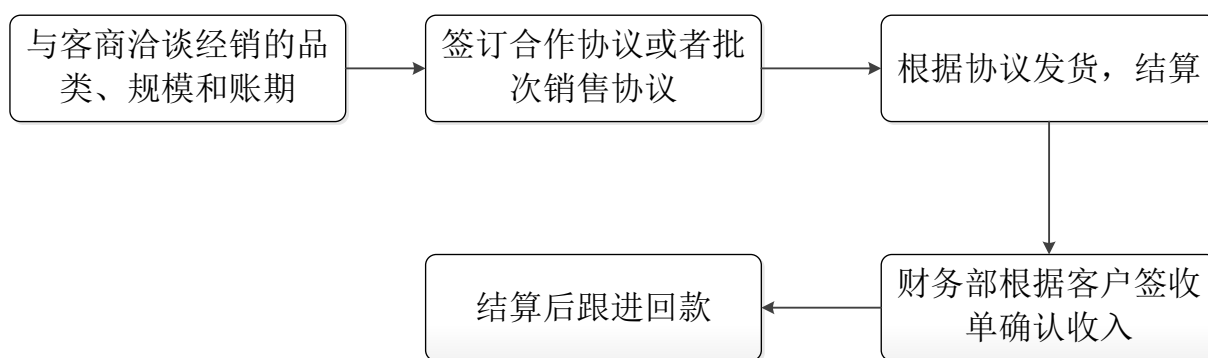 与客商洽谈经销的品
类、规模和账期
签订合作协议或者批
次销售协议
根据协议发货，结算
财务部根据客户签收
单确认收入
结算后跟进回款